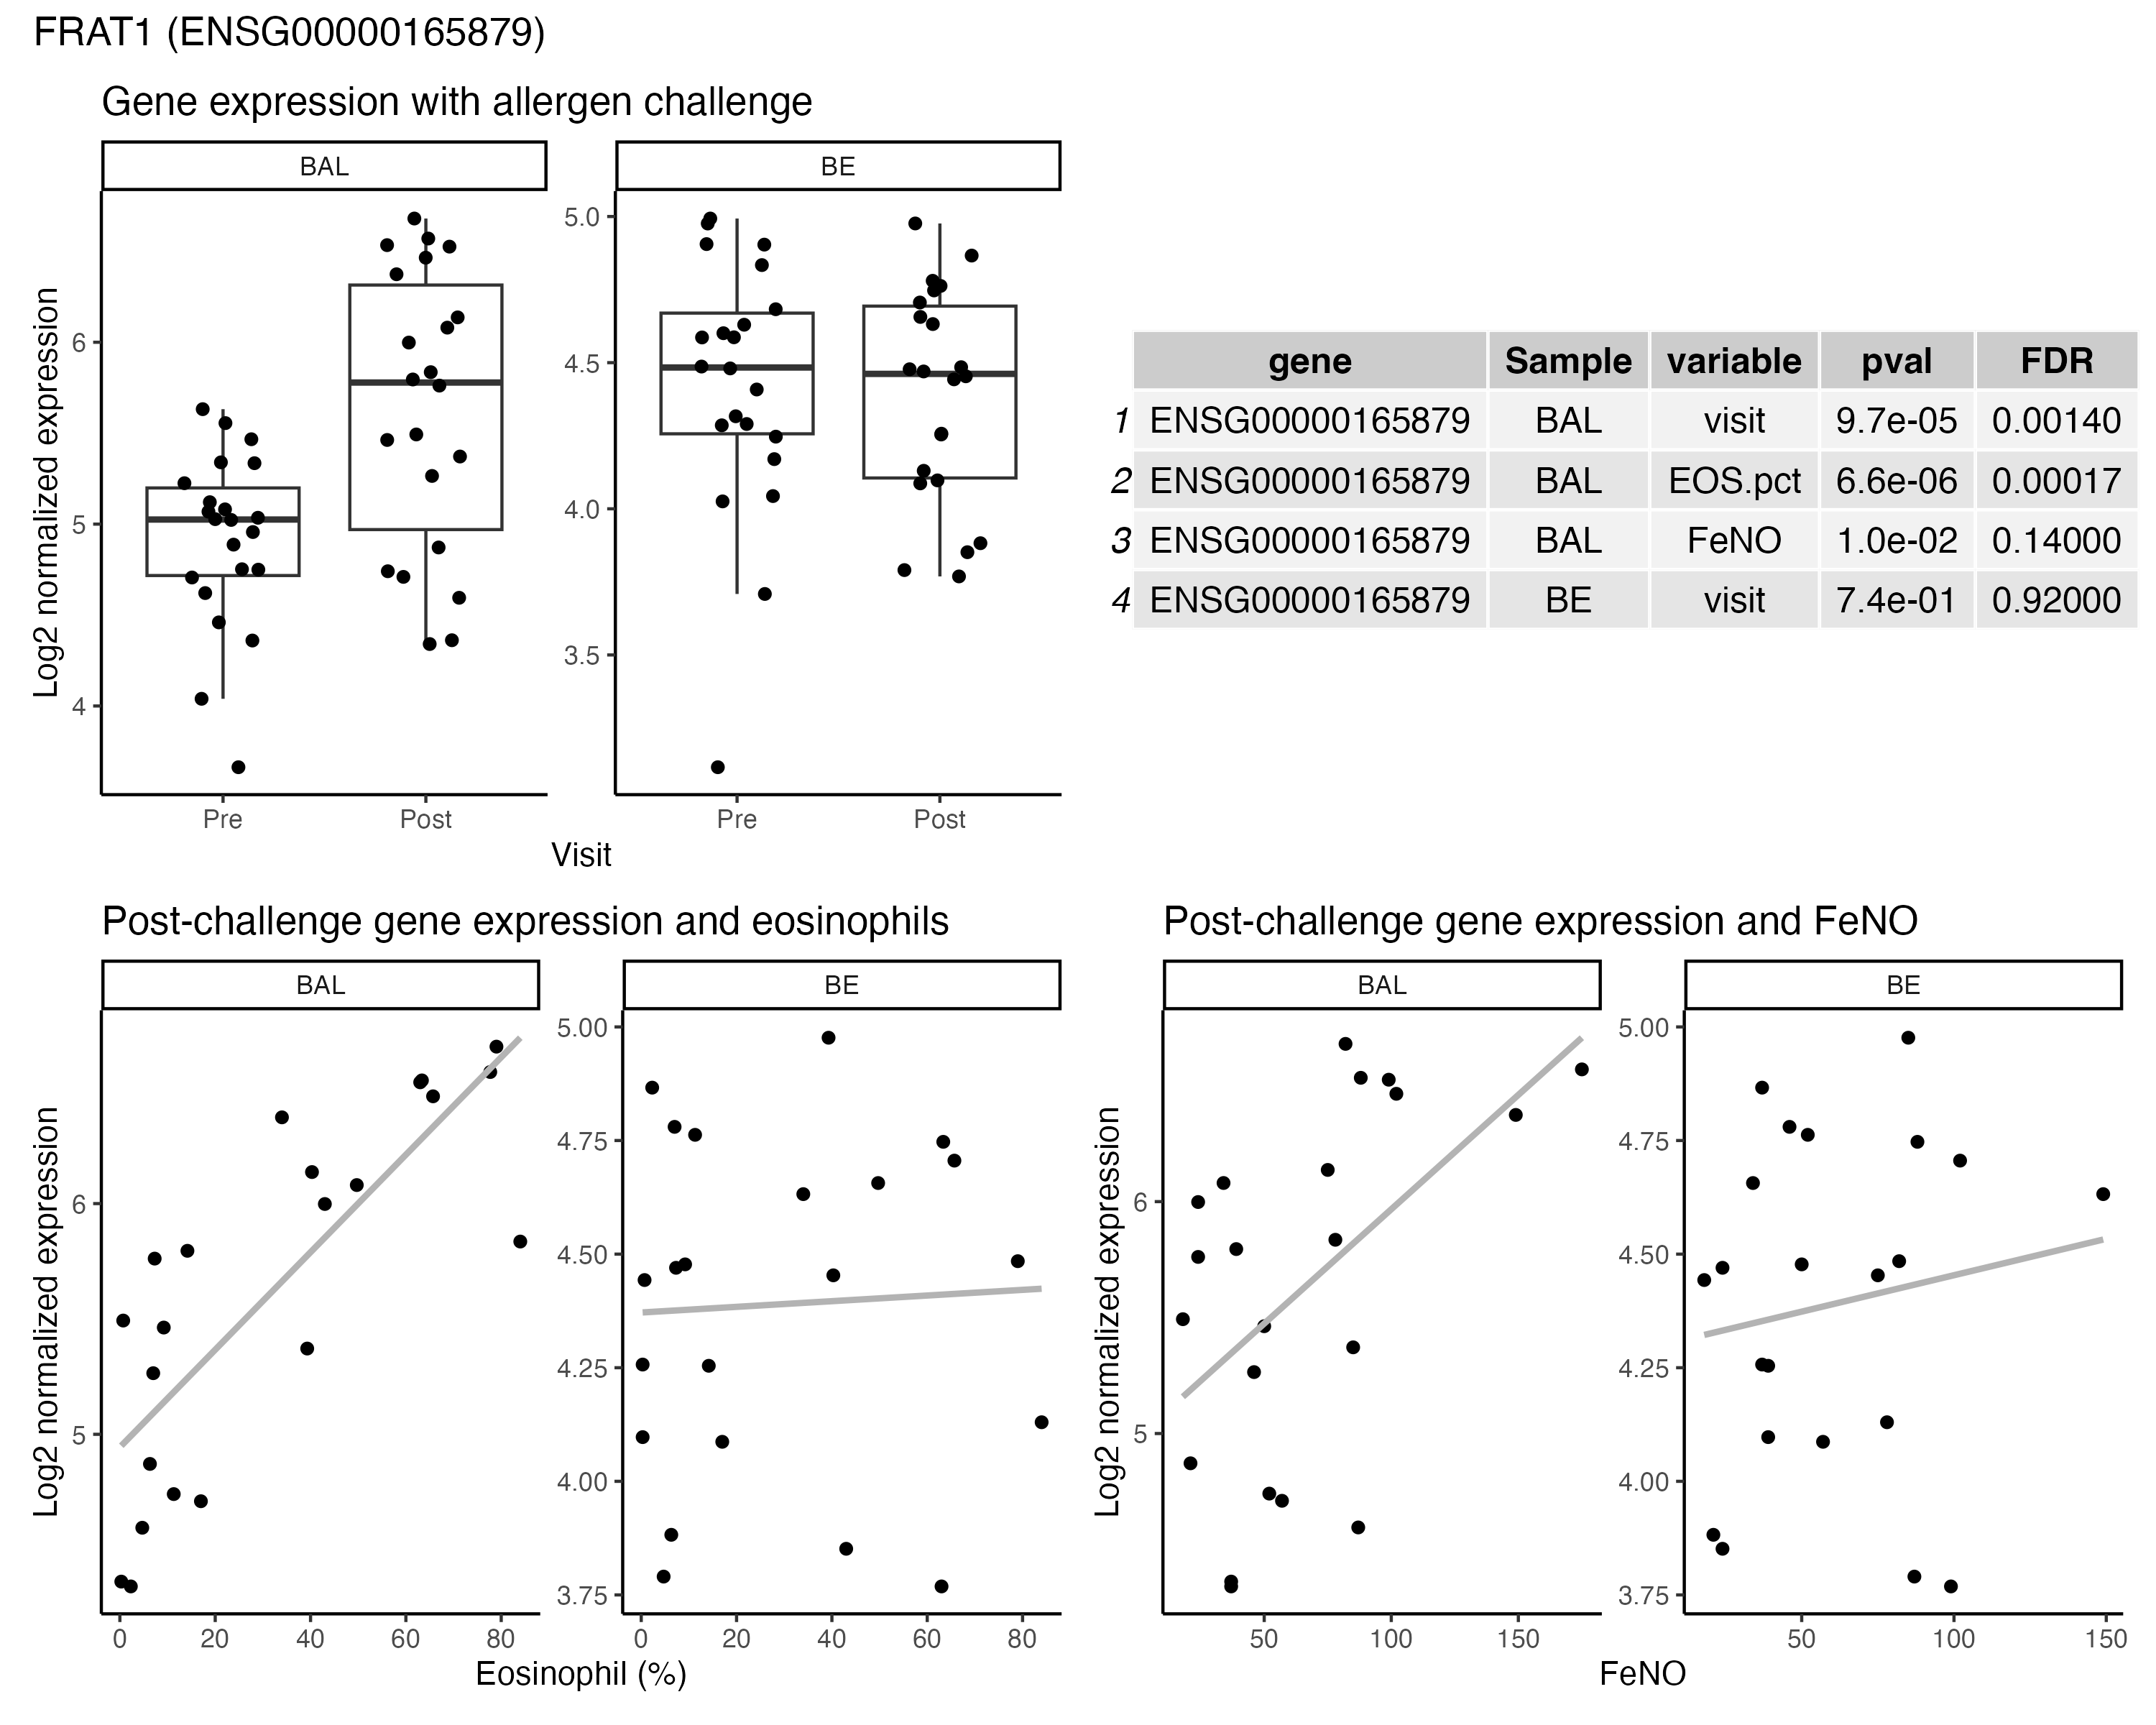 FRAT1 (ENSG00000165879)
Gene expression with allergen challenge
BAL
BE
Log2 normalized expression
6
5
4
5.0
4.5
4.0
3.5
Pre
Post
Pre
Post
Visit
gene Sample variable pval FDR
1 ENSG00000165879 BAL visit 9.7e-05 0.00140
2 ENSG00000165879 BAL EOS.pct 6.6e-06 0.00017
3 ENSG00000165879 BAL FeNO 1.0e-02 0.14000
4 ENSG00000165879 BE visit 7.4e-01 0.92000
Post-challenge gene expression and eosinophils
BAL
BE
Log2 normalized expression
6
5
5.00
4.75
4.50
4.25
4.00
3.75
0 20 40 60 80
0 20 40 60 80
Eosinophil (%)
Post-challenge gene expression and FeNO
BAL
BE
Log2 normalized expression
6
5
5.00
4.75
4.50
4.25
4.00
3.75
50 100 150
50 100 150
FeNO